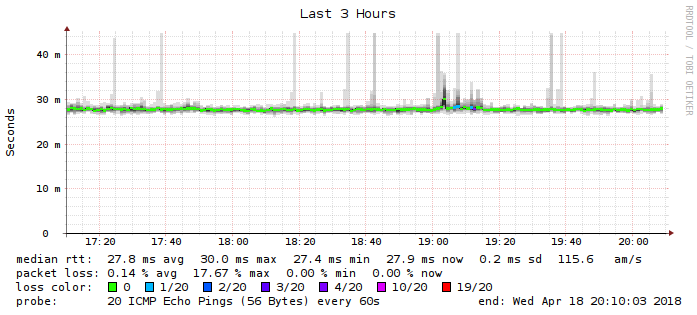 Last 3 Hours
RRDTOOL / TOBI OETIKER
Seconds
40 m
30 m
20 m
10 m
0
17:20 17:40 18:00 18:20 18:40 19:00 19:20 19:40 20:00
median rtt: 27.8 ms avg 30.0 ms max 27.4 ms min 27.9 ms now 0.2 ms sd 115.6 am/s
packet loss: 0.14 % avg 17.67 % max 0.00 % min 0.00 % now
loss color: 0 1/20 2/20 3/20 4/20 10/20 19/20
probe: 20 ICMP Echo Pings (56 Bytes) every 60s end: Wed Apr 18 20:10:03 2018